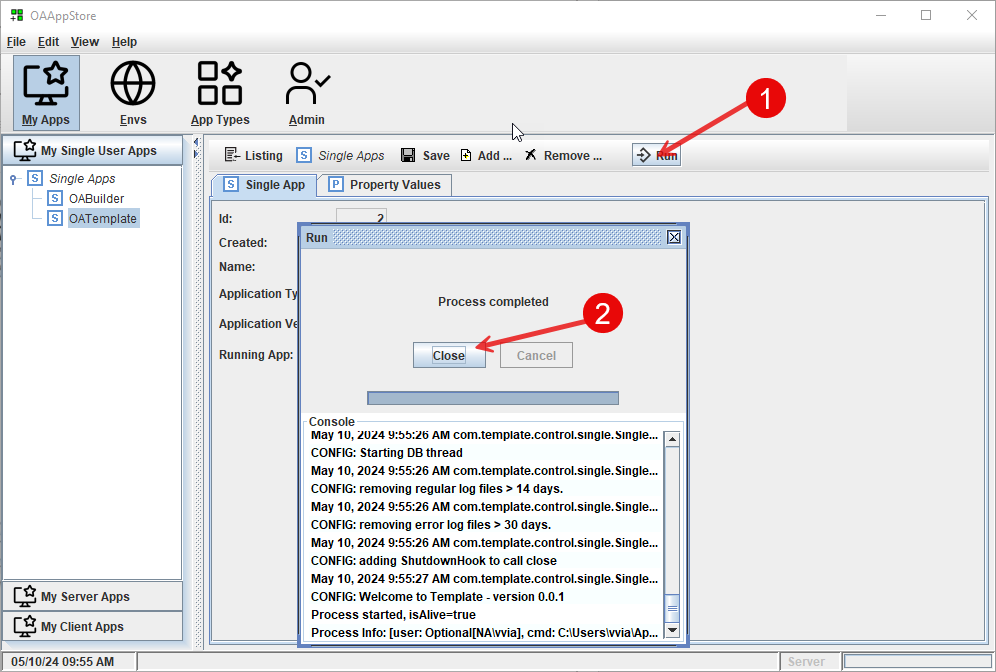 OAAppStore
File Edit View Help
My Apps Envs App Types Admin
1
My Single User Apps
Listing S Single Apps Save Add ... Remove ... Run
S Single Apps
S OABuilder
S OATemplate
S Single App P Property Values
Id: 2
Created:
Name:
Application Ty
Application Ve
Running App:
Run
Process completed
2
Close Cancel
Console
May 10, 2024 9:55:26 AM com.template.control.single.Single...
CONFIG: Starting DB thread
May 10, 2024 9:55:26 AM com.template.control.single.Single...
CONFIG: removing regular log files > 14 days.
May 10, 2024 9:55:26 AM com.template.control.single.Single...
CONFIG: removing error log files > 30 days.
May 10, 2024 9:55:26 AM com.template.control.single.Single...
CONFIG: adding ShutdownHook to call close
May 10, 2024 9:55:27 AM com.template.control.single.Single...
CONFIG: Welcome to Template - version 0.0.1
Process started, isAlive=true
Process Info: [user: Optional[NA\vvia], cmd: C:\Users\vvia\Ap...
My Server Apps
My Client Apps
05/10/24 09:55 AM
Server